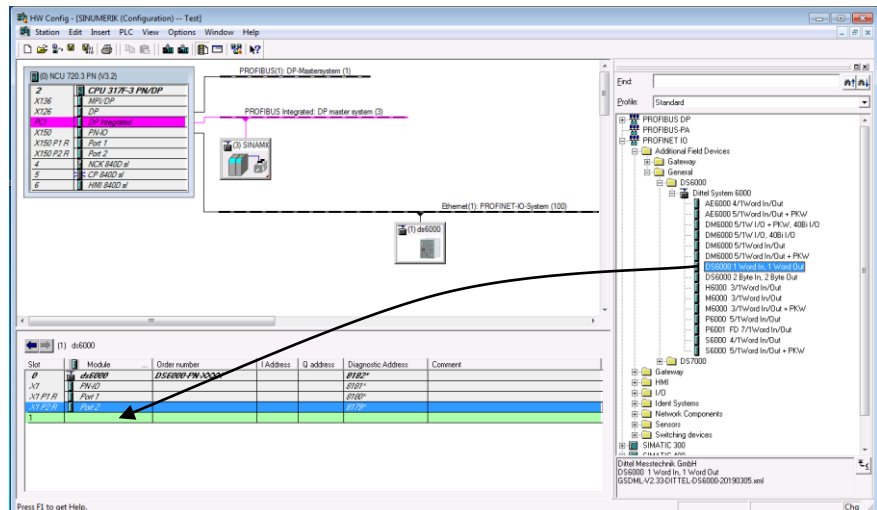 HW Config - [SINUMERIK (Configuration) -- Test]
Station Edit Insert PLC View Options Window Help
(0) NCU 720.3 PN (V3.2)
2 CPU 317F-3 PN/DP
X136 MPI/DP
X126 DP
PCI DP Integrated
X150 PN-IO
X150 P1 R Port 1
X150 P2 R Port 2
4 NCK 840D sl
5 CP 840D sl
6 HMI 840D sl
PROFIBUS(1): DP-Mastersystem (1)
PROFIBUS Integrated: DP master system (3)
(3) SINAMI
Ethernet(1): PROFINET-IO-System (100)
(1) ds6000
(1) ds6000
Slot Module ... Order number I Address Q address Diagnostic Address Comment
0 ds6000 DS6000-PN-XXXX 8182*
X1 PN-IO 8181*
X1 P1 R Port 1 8180*
X1 P2 R Port 2 8179*
1
Find:
Profile: Standard
PROFIBUS DP
PROFIBUS-PA
PROFINET IO
Additional Field Devices
Gateway
General
DS6000
Dittel System 6000
AE6000 4/1Word In/Out
AE6000 5/1Word In/Out + PKW
DM6000 5/1W I/O + PKW, 40Bi I/O
DM6000 5/1W I/O, 40Bi I/O
DM6000 5/1Word In/Out
DM6000 5/1Word In/Out + PKW
DS6000 1 Word In, 1 Word Out
DS6000 2 Byte In, 2 Byte Out
H6000 3/1Word In/Out
M6000 3/1Word In/Out
M6000 3/1Word In/Out + PKW
P6000 5/1Word In/Out
P6001 FD 7/1Word In/Out
S6000 4/1Word In/Out
S6000 5/1Word In/Out + PKW
DS7000
Gateway
HMI
I/O
Ident Systems
Network Components
Sensors
Switching devices
SIMATIC 300
SIMATIC 400
Dittel Messtechnik GmbH
DS6000 1 Word In, 1 Word Out
GSDML-V2.33-DITTEL-DS6000-20190305.xml
Press F1 to get Help.
Chg